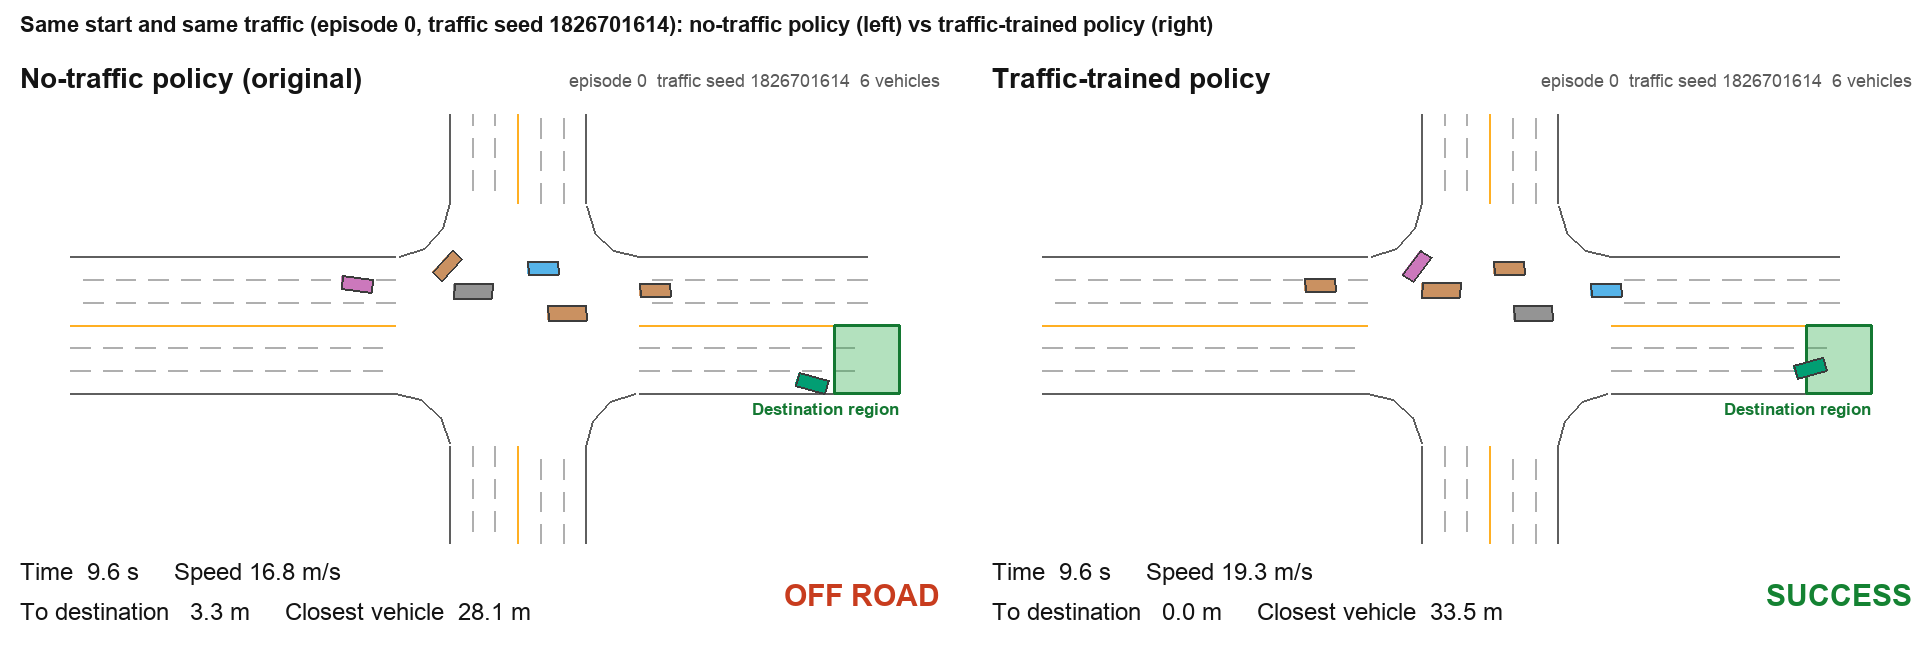 Same start and same traffic (episode 0, traffic seed 1826701614): no-traffic policy (left) vs traffic-trained policy (right)
No-traffic policy (original)
episode 0  traffic seed 1826701614  6 vehicles
Destination region
Time  9.6 s  Speed 16.8 m/s
To destination  3.3 m  Closest vehicle  28.1 m
OFF ROAD
Traffic-trained policy
episode 0  traffic seed 1826701614  6 vehicles
Destination region
Time  9.6 s  Speed 19.3 m/s
To destination  0.0 m  Closest vehicle  33.5 m
SUCCESS